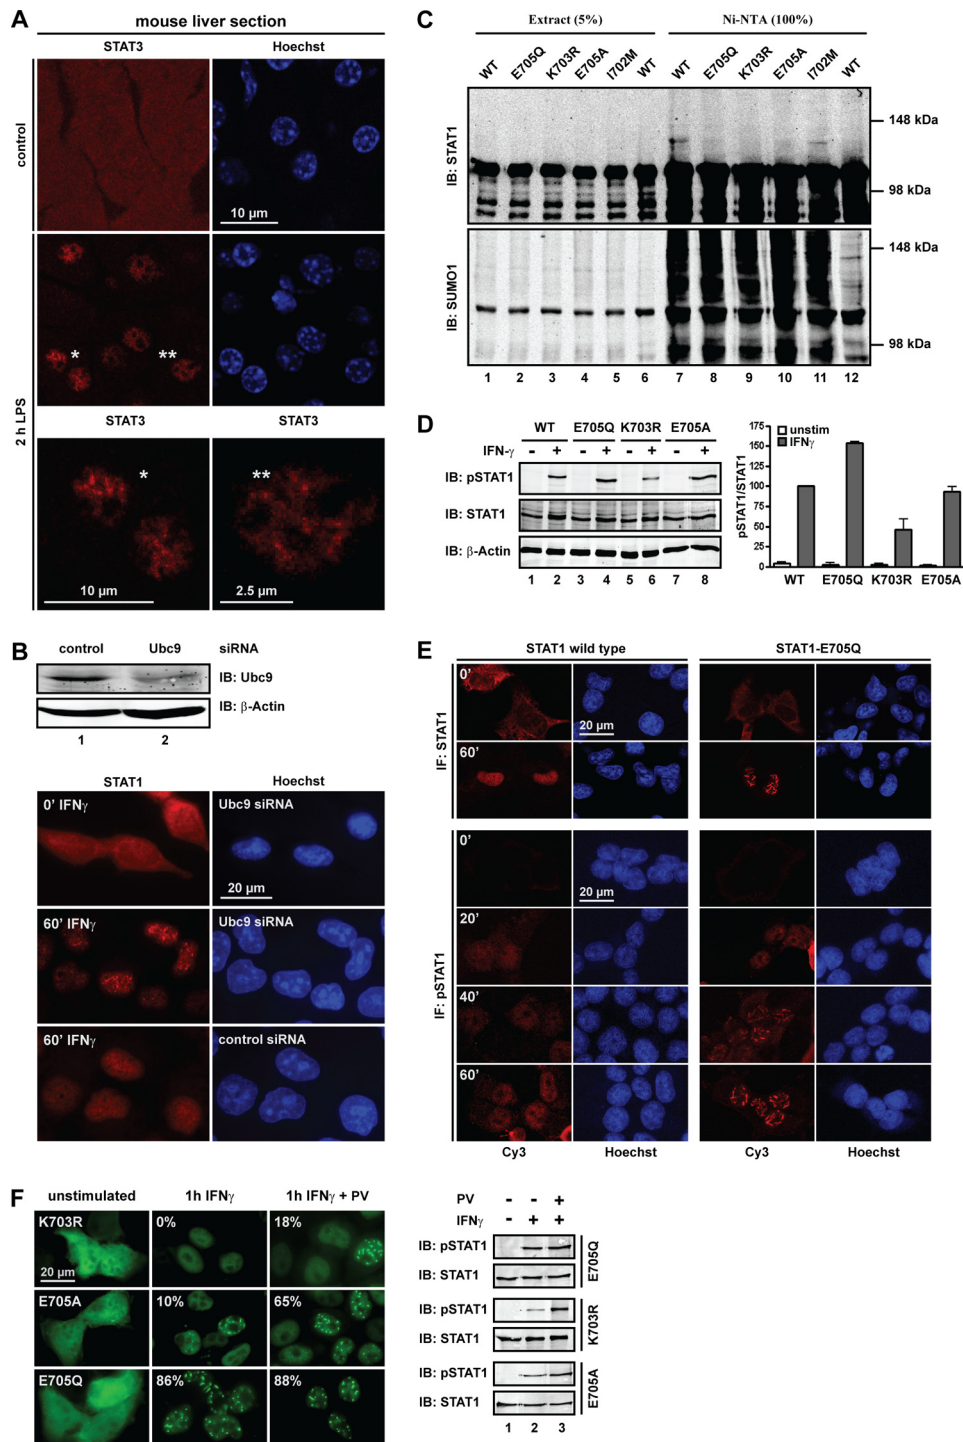 A
mouse liver section
STAT3 Hoechst
control
10 µm
2 h LPS
* **
STAT3 STAT3
* **
10 µm 2.5 µm
B
control Ubc9 siRNA
IB: Ubc9
IB: β-Actin
1 2
STAT1 Hoechst
0' IFNγ Ubc9 siRNA
20 µm
60' IFNγ Ubc9 siRNA
60' IFNγ control siRNA
C
Extract (5%) Ni-NTA (100%)
WT E705Q K703R E705A I702M WT WT E705Q K703R E705A I702M WT
IB: STAT1
148 kDa
98 kDa
IB: SUMO1
148 kDa
98 kDa
1 2 3 4 5 6 7 8 9 10 11 12
D
WT E705Q K703R E705A
IFN-γ - + - + - + - +
IB: pSTAT1
IB: STAT1
IB: β-Actin
1 2 3 4 5 6 7 8
pSTAT1/STAT1
175
150
125
100
75
50
25
0
unstim
IFNγ
WT E705Q K703R E705A
E
STAT1 wild type STAT1-E705Q
IF: STAT1
0'
20 µm
60'
IF: pSTAT1
0'
20 µm
20'
40'
60'
Cy3 Hoechst Cy3 Hoechst
F
unstimulated 1h IFNγ 1h IFNγ + PV
K703R 0% 18%
20 µm
E705A 10% 65%
E705Q 86% 88%
PV - - +
IFNγ - + +
IB: pSTAT1
IB: STAT1
E705Q
IB: pSTAT1
IB: STAT1
K703R
IB: pSTAT1
IB: STAT1
E705A
1 2 3